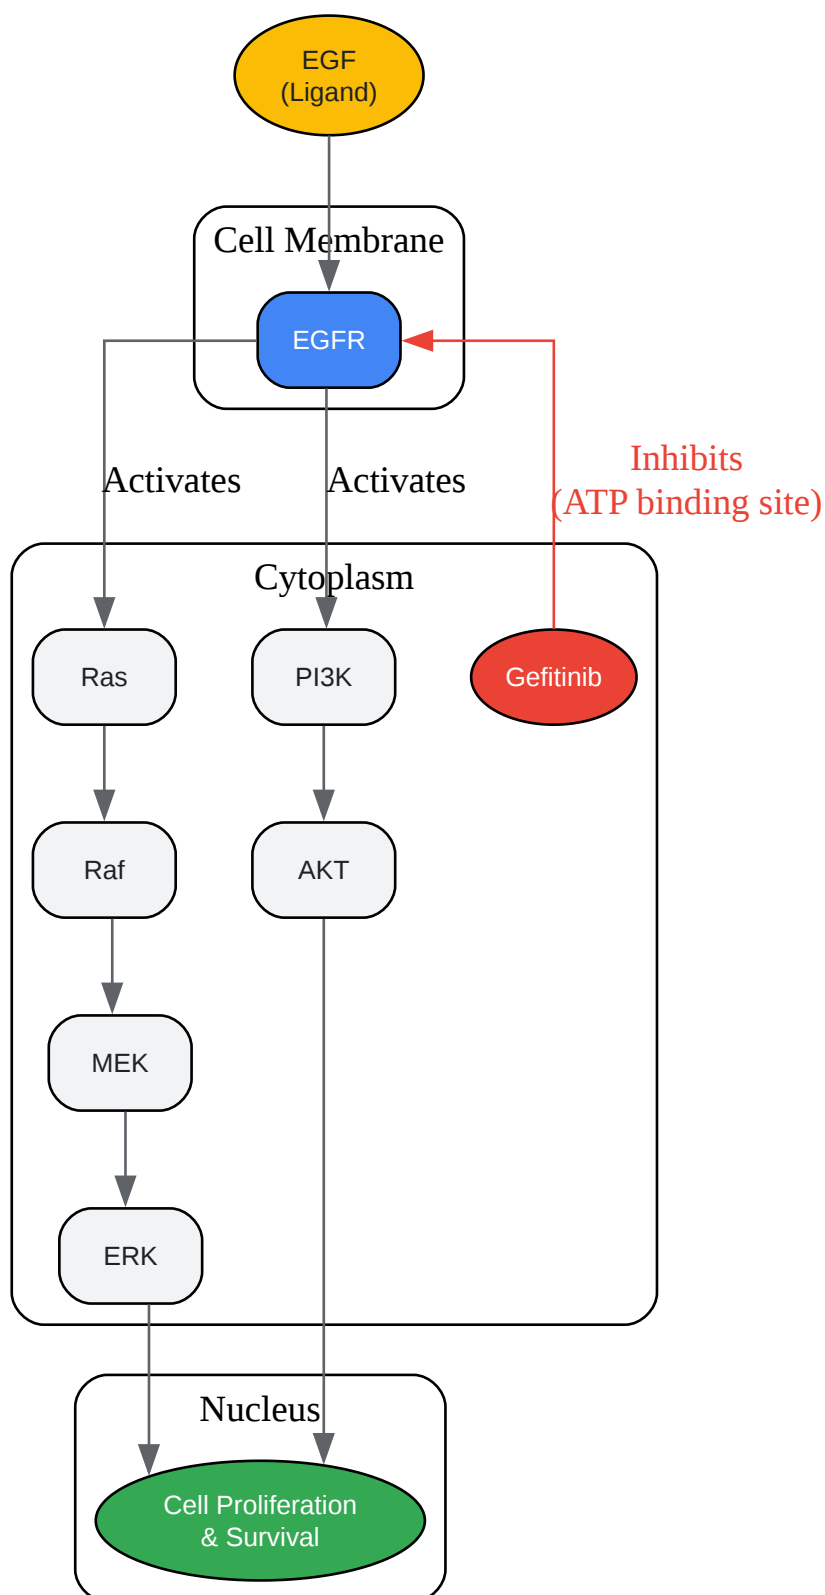 EGF
(Ligand)
Cell Membrane
EGFR
Activates
Activates
Inhibits
(ATP binding site)
Cytoplasm
Ras
PI3K
Gefitinib
Raf
AKT
MEK
ERK
Nucleus
Cell Proliferation
& Survival